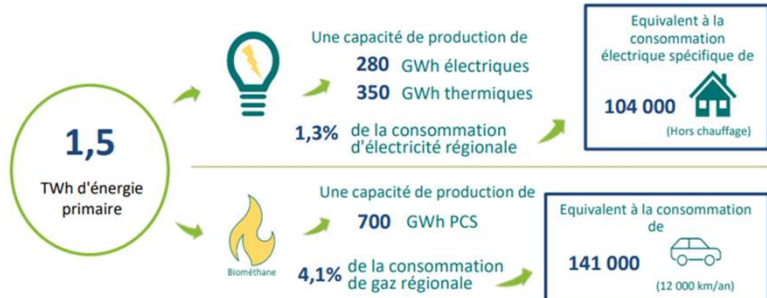 1,5
TWh d'énergie
primaire
Une capacité de production de
280 GWh électriques
350 GWh thermiques
1,3% de la consommation
d'électricité régionale
Equivalent à la
consommation
électrique spécifique de
104 000
(Hors chauffage)
Biométhane
Une capacité de production de
700 GWh PCS
4,1% de la consommation
de gaz régionale
Equivalent à la consommation
de
141 000
(12 000 km/an)